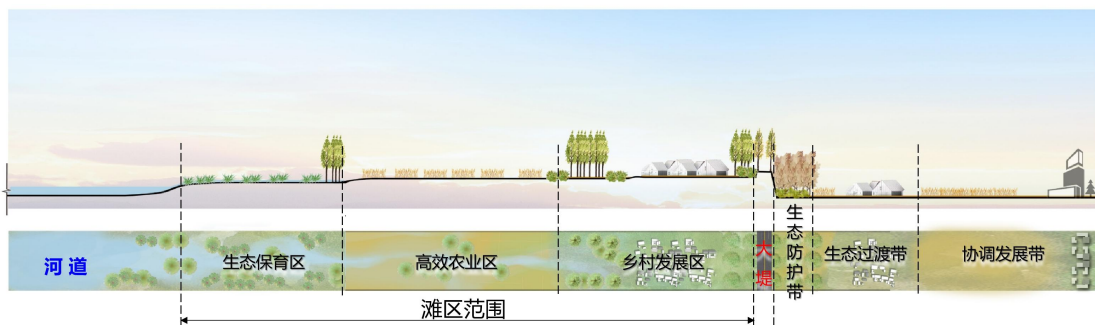 河道
生态保育区
高效农业区
乡村发展区
大堤
生态防护带
生态过渡带
协调发展带
滩区范围